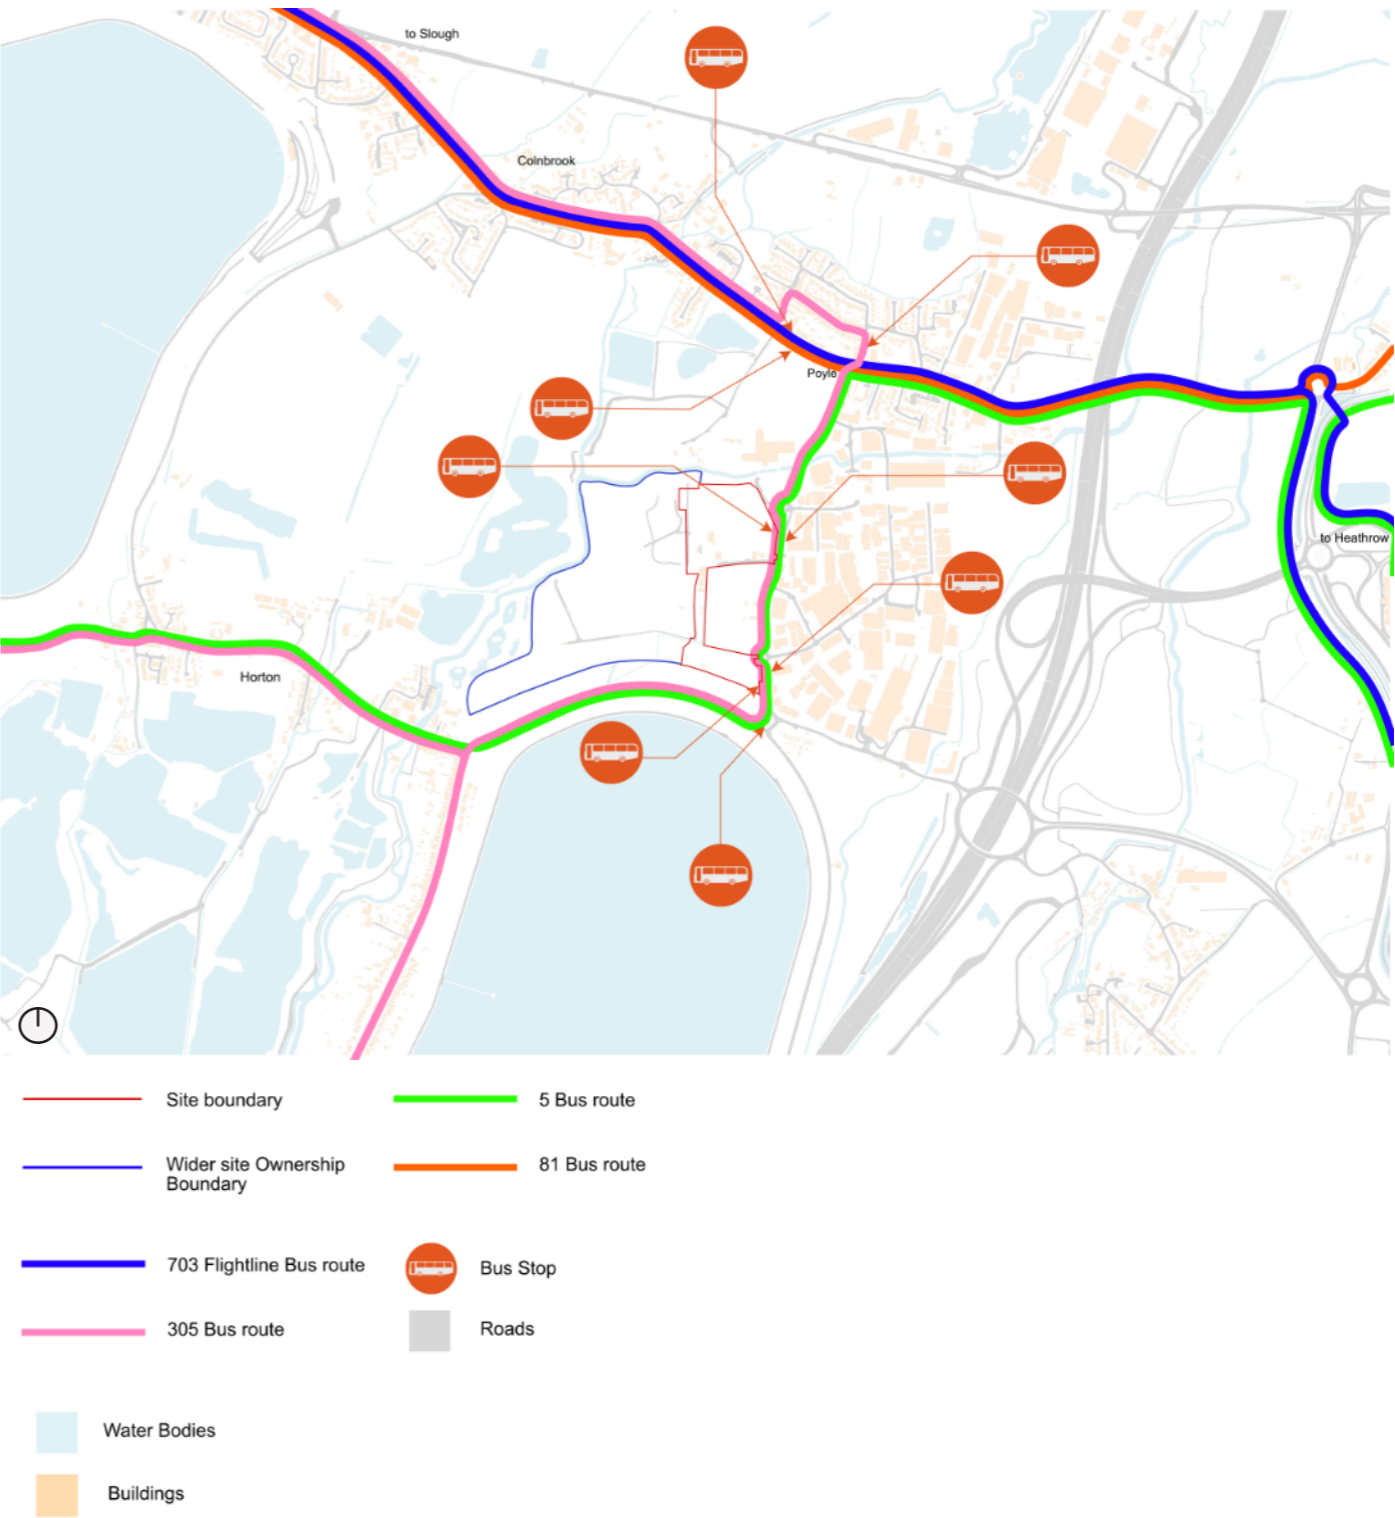 to Slough
Colnbrook
Poyle
to Heathrow
Horton
Site boundary
5 Bus route
Wider site Ownership
Boundary
81 Bus route
703 Flightline Bus route
Bus Stop
305 Bus route
Roads
Water Bodies
Buildings